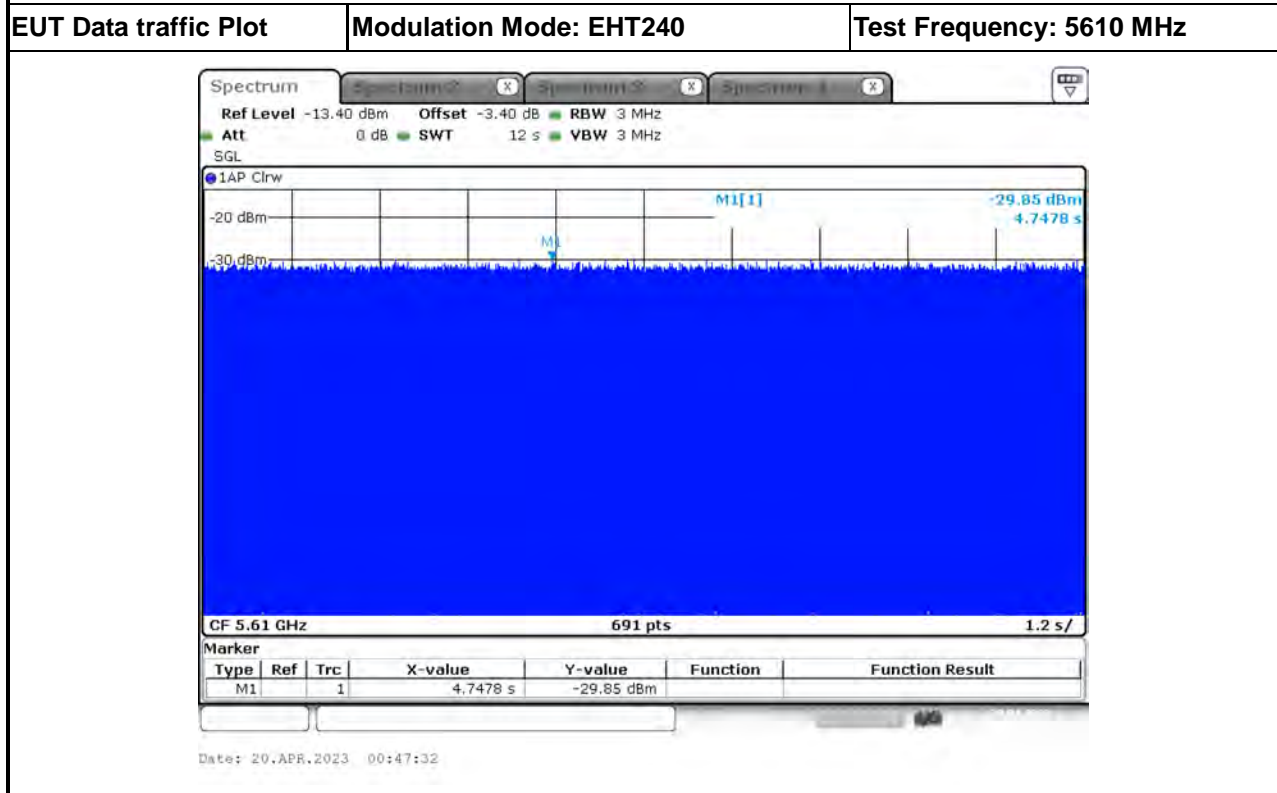 EUT Data traffic Plot Modulation Mode: EHT240 Test Frequency: 5610 MHz
Spectrum
Ref Level -13.40 dBm Offset -3.40 dB RBW 3 MHz
Att 0 dB SWT 12 s VBW 3 MHz
SGL
1AP Clrw
M1[1] -29.85 dBm
4.7478 s
-20 dBm
M1
-30 dBm
CF 5.61 GHz 691 pts 1.2 s/
Marker
Type Ref Trc X-value Y-value Function Function Result
M1 1 4.7478 s -29.85 dBm
Date: 20.APR.2023 00:47:32